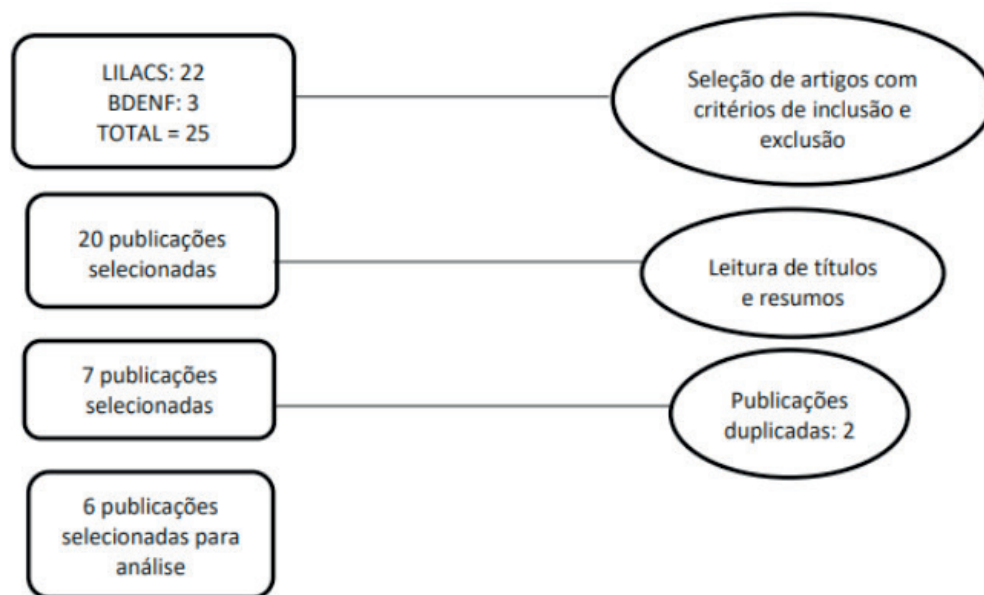 LILACS: 22
BDENF: 3
TOTAL = 25
Seleção de artigos com
critérios de inclusão e
exclusão
20 publicações
selecionadas
Leitura de títulos
e resumos
7 publicações
selecionadas
Publicações
duplicadas: 2
6 publicações
selecionadas para
análise